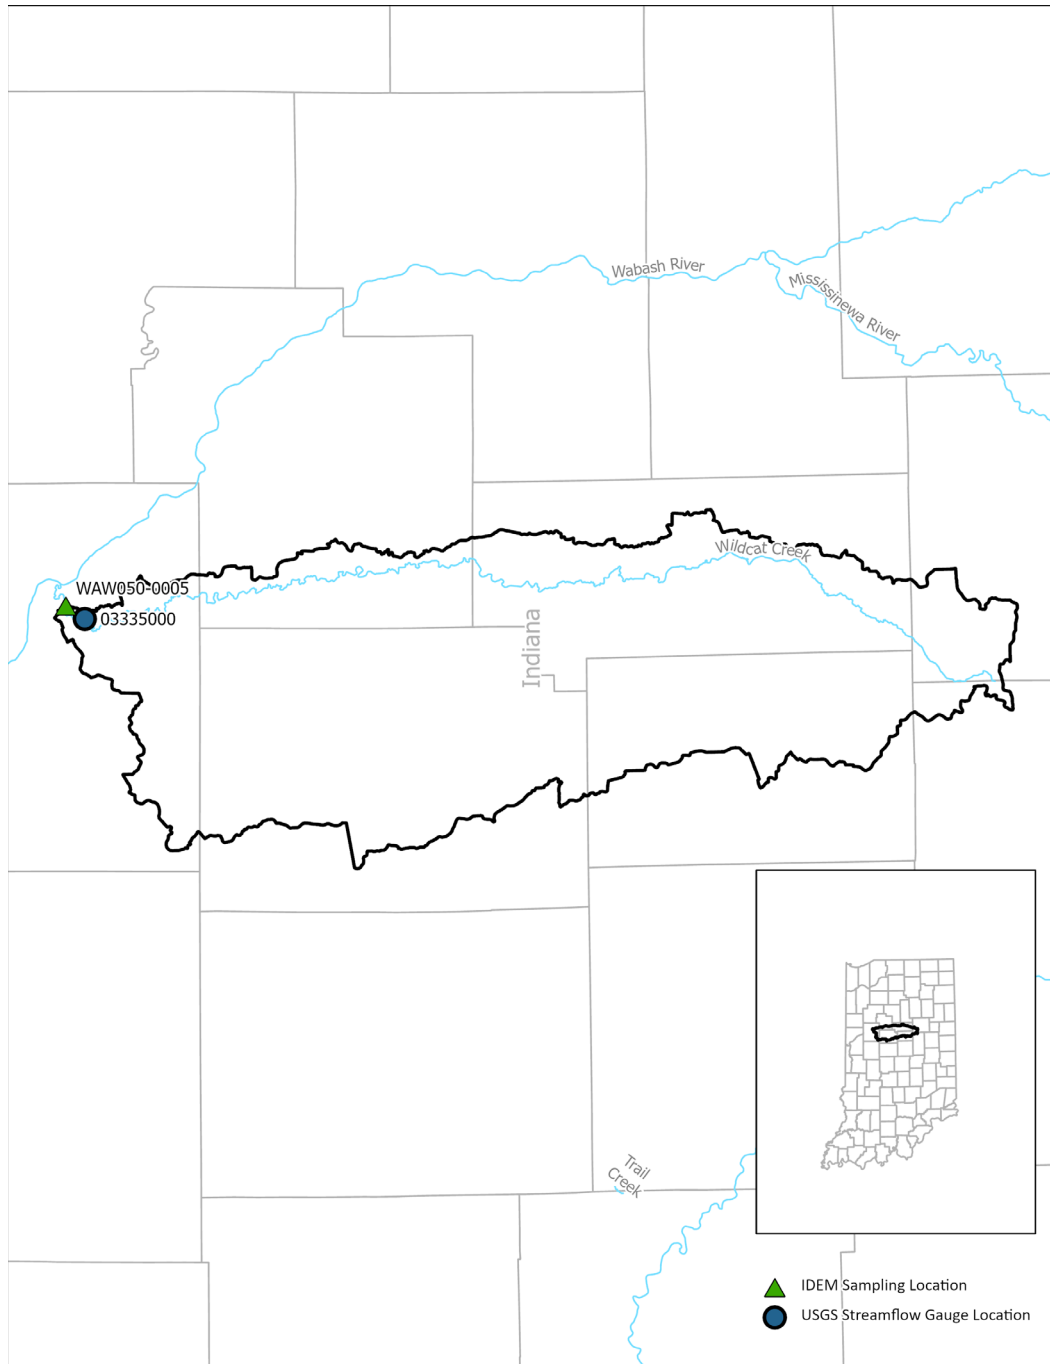 Wabash River
Mississinewa River
Wildcat Creek
WAW050-0005
03335000
Indiana
Trail
Creek
IDEM Sampling Location
USGS Streamflow Gauge Location